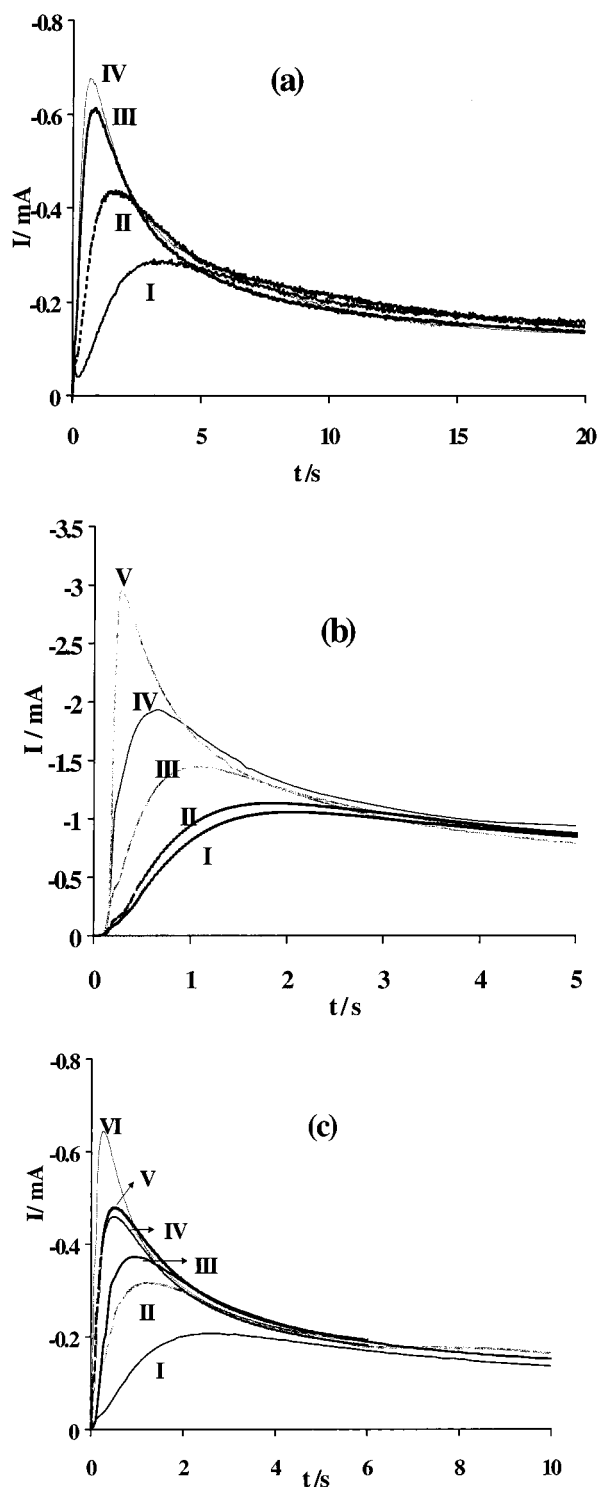 (a)
I/ mA
-0.8
-0.6
-0.4
-0.2
0
IV
III
II
I
0 5 10 15 20
t/s
(b)
I / mA
-3.5
-3
-2.5
-2
-1.5
-1
-0.5
0
V
IV
III
II
I
0 1 2 3 4 5
t/s
(c)
I/ mA
-0.8
-0.6
-0.4
-0.2
0
VI
V
IV
III
II
I
0 2 4 6 8 10
t/s